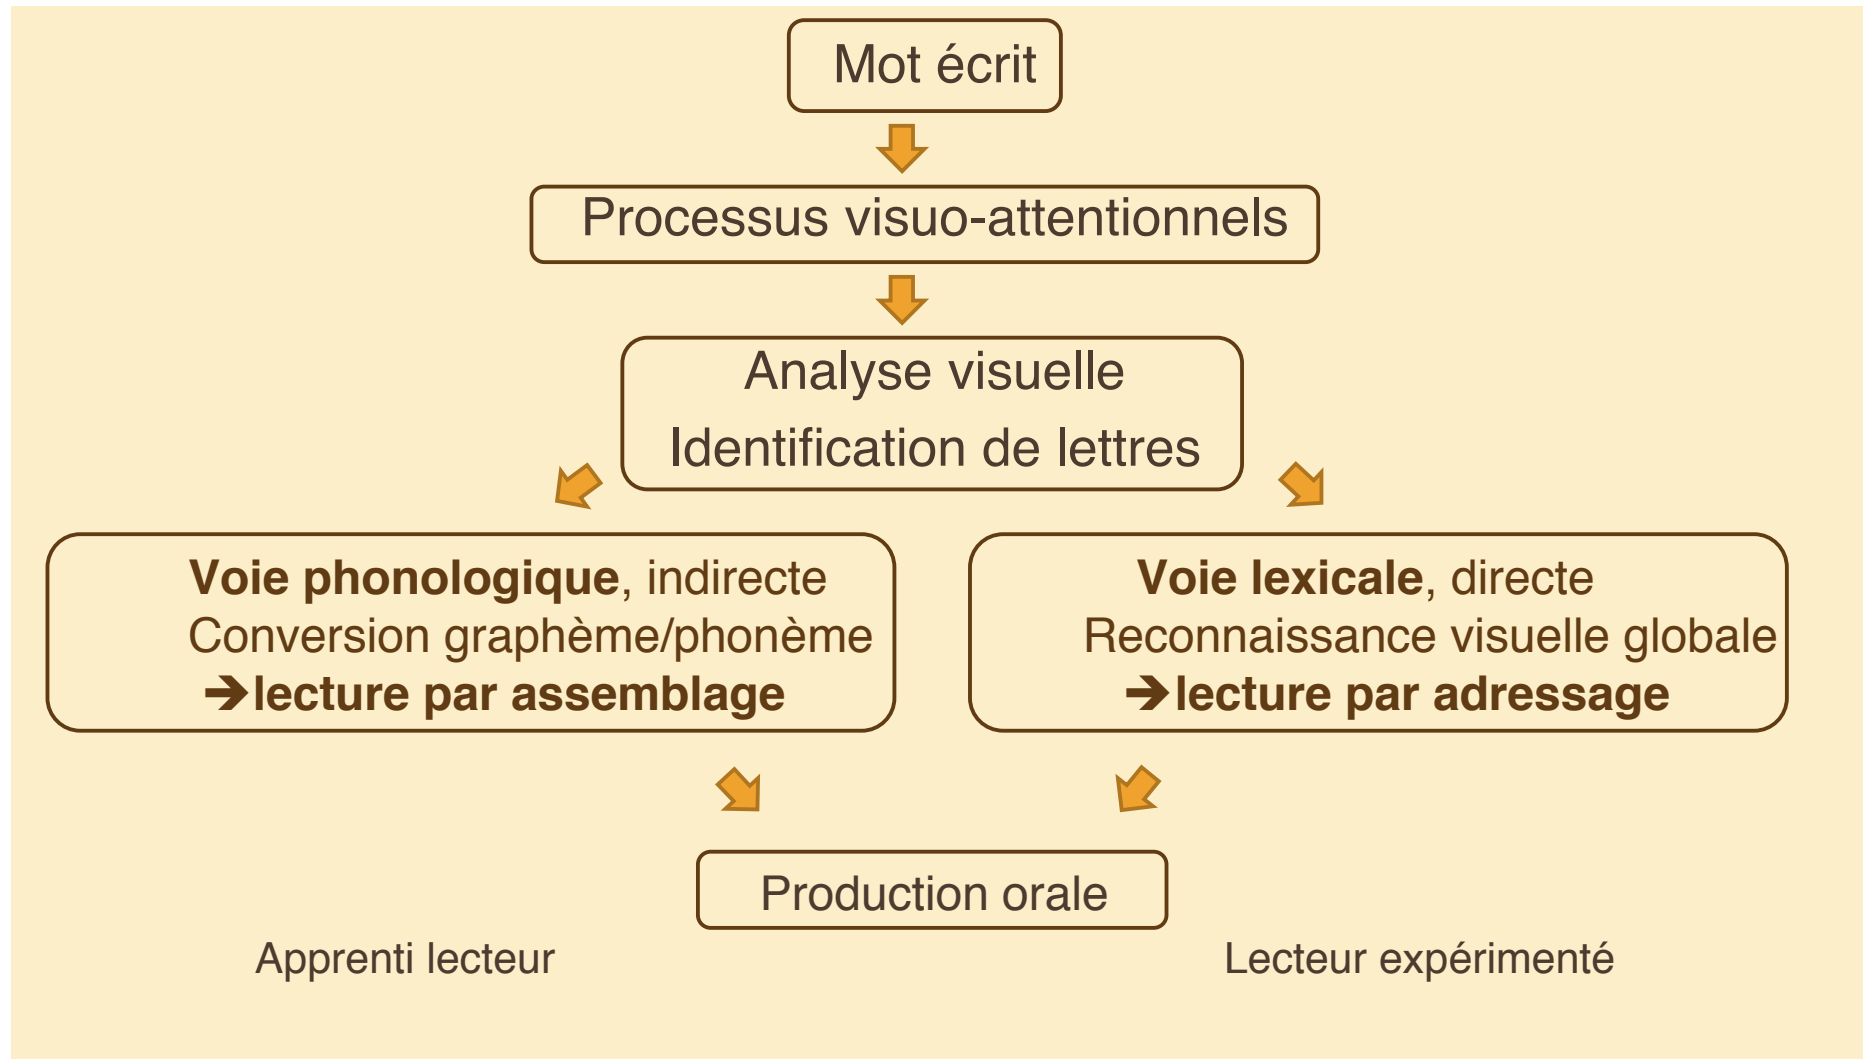 Mot écrit
Processus visuo-attentionnels
Analyse visuelle
Identification de lettres
Voie phonologique, indirecte
Conversion graphème/phonème
➔lecture par assemblage
Voie lexicale, directe
Reconnaissance visuelle globale
➔lecture par adressage
Production orale
Apprenti lecteur
Lecteur expérimenté